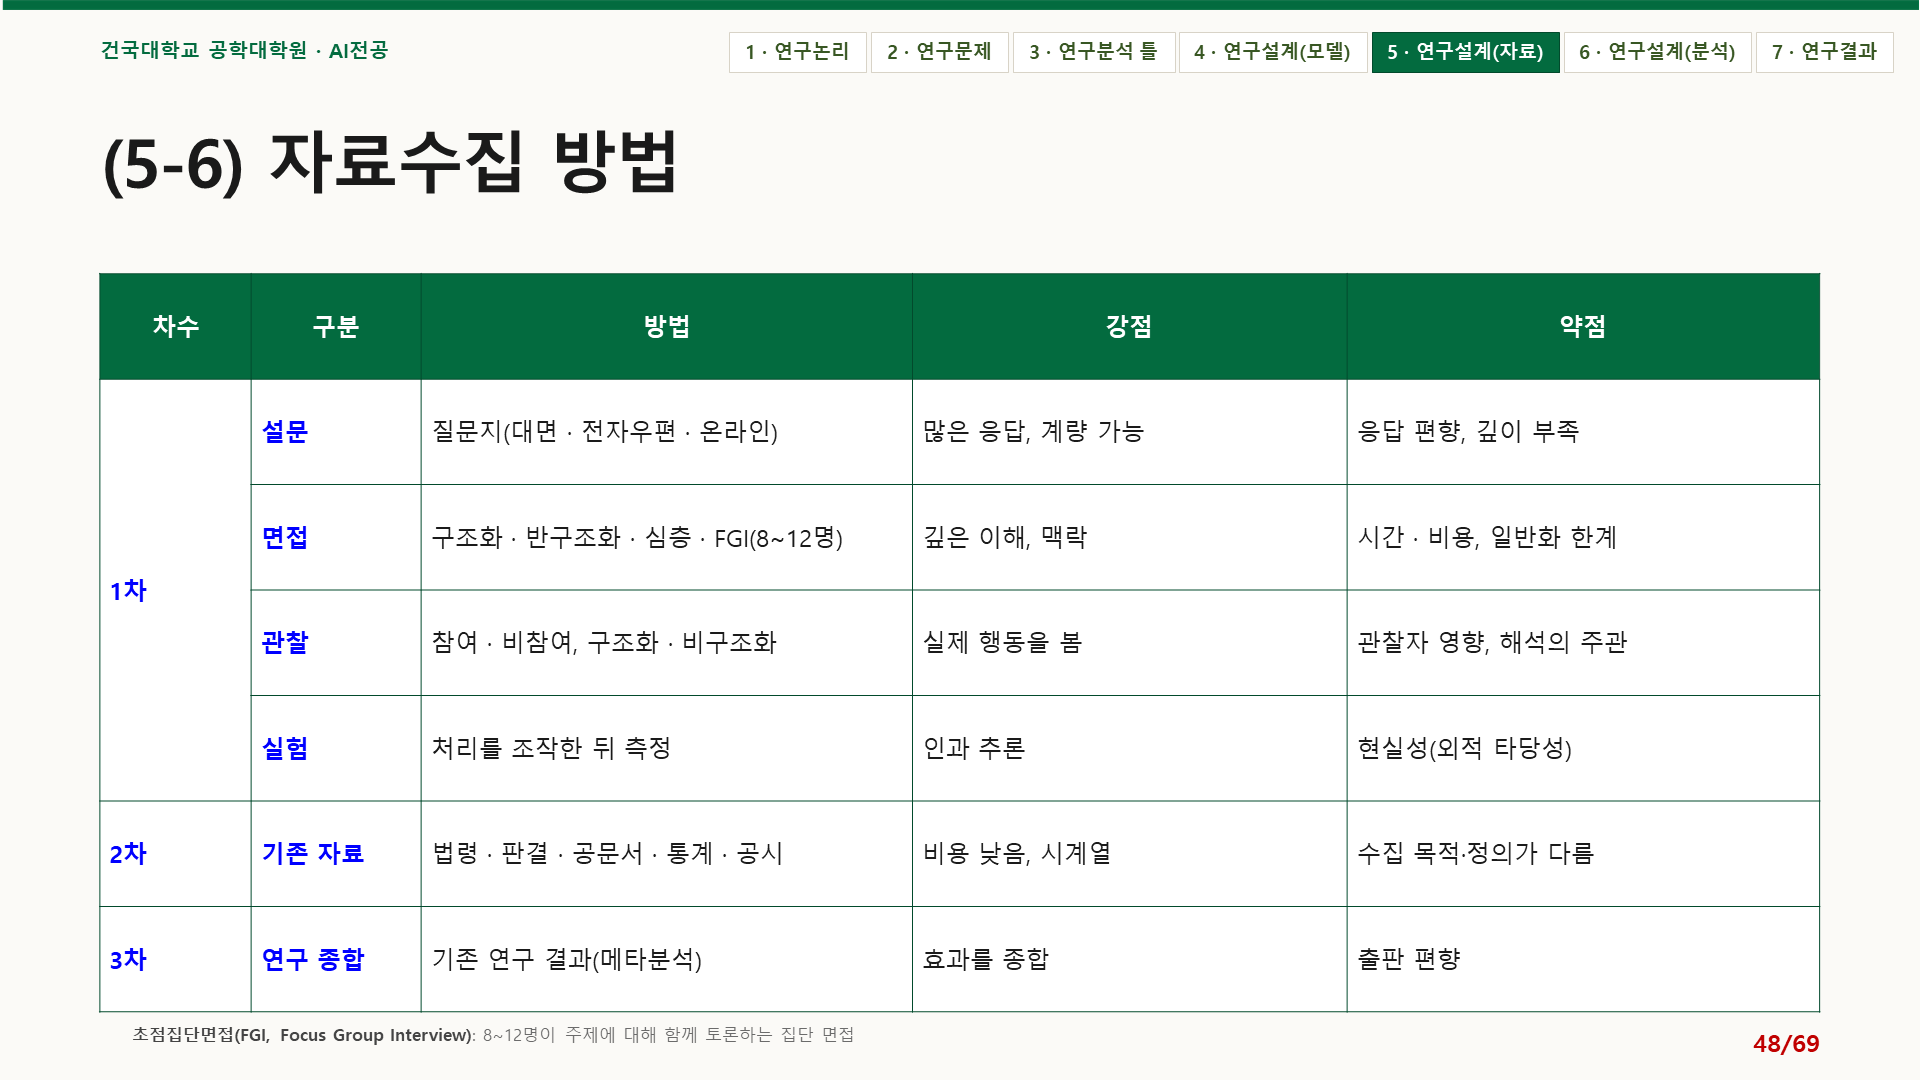 건국대학교 공학대학원 · AI전공
1 · 연구논리
2 · 연구문제
3 · 연구분석 틀
4 · 연구설계(모델)
5 · 연구설계(자료)
6 · 연구설계(분석)
7 · 연구결과
(5-6) 자료수집 방법
차수 구분 방법 강점 약점
1차
설문 질문지(대면 · 전자우편 · 온라인) 많은 응답, 계량 가능 응답 편향, 깊이 부족
면접 구조화 · 반구조화 · 심층 · FGI(8~12명) 깊은 이해, 맥락 시간 · 비용, 일반화 한계
관찰 참여 · 비참여, 구조화 · 비구조화 실제 행동을 봄 관찰자 영향, 해석의 주관
실험 처리를 조작한 뒤 측정 인과 추론 현실성(외적 타당성)
2차 기존 자료 법령 · 판결 · 공문서 · 통계 · 공시 비용 낮음, 시계열 수집 목적·정의가 다름
3차 연구 종합 기존 연구 결과(메타분석) 효과를 종합 출판 편향
초점집단면접(FGI, Focus Group Interview): 8~12명이 주제에 대해 함께 토론하는 집단 면접
48/69